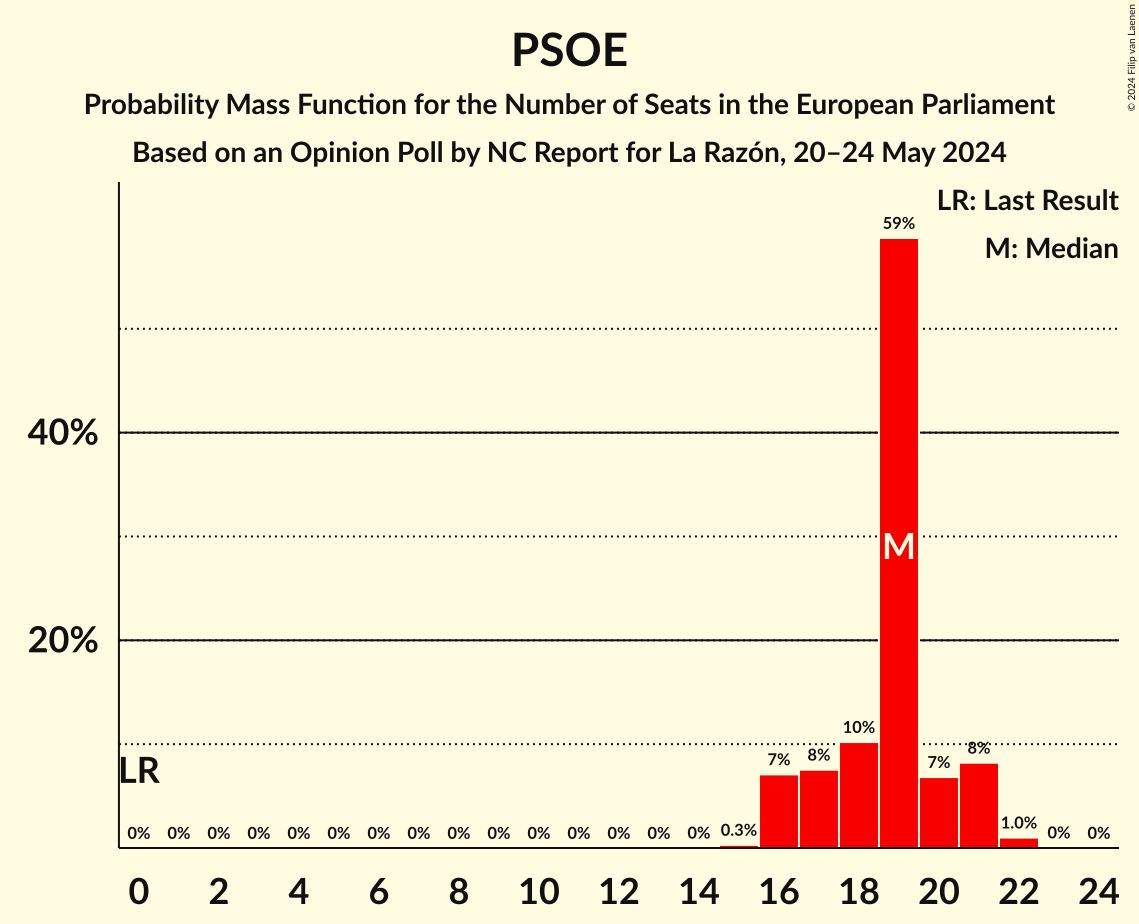 PSOE
Probability Mass Function for the Number of Seats in the European Parliament
Based on an Opinion Poll by NC Report for La Razón, 20–24 May 2024
© 2024 Filip van Laenen
LR: Last Result
M: Median
59%
40%
M
20%
10%
8%
8%
7%
7%
LR
0% 0% 0% 0% 0% 0% 0% 0% 0% 0% 0% 0% 0% 0% 0% 0.3% 1.0% 0% 0%
0 2 4 6 8 10 12 14 16 18 20 22 24